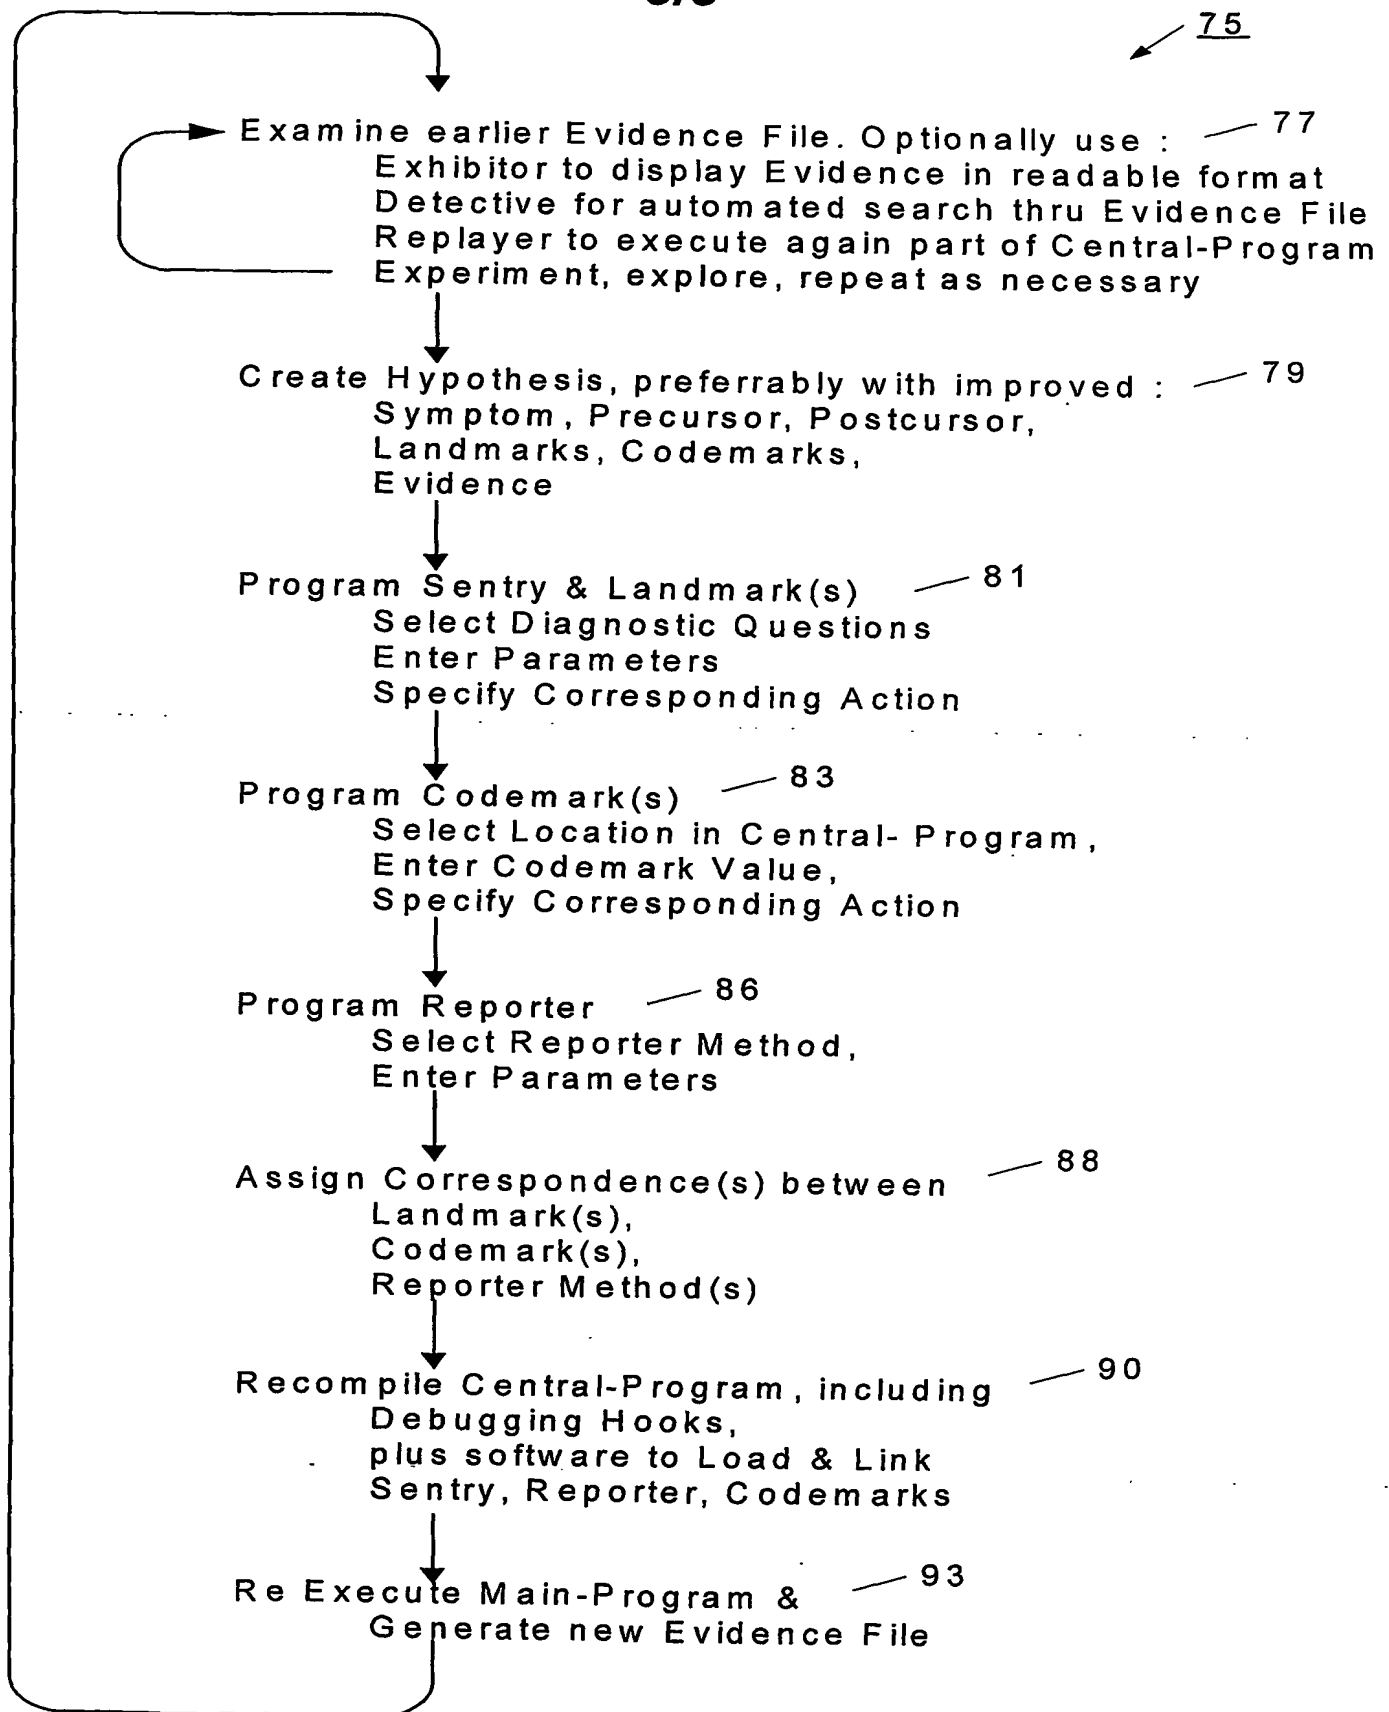 75
Examine earlier Evidence File. Optionally use : 77
Exhibitor to display Evidence in readable format
Detective for automated search thru Evidence File
Replayer to execute again part of Central-Program
Experiment, explore, repeat as necessary
Create Hypothesis, preferrably with improved : 79
Symptom, Precursor, Postcursor,
Landmarks, Codemarks,
Evidence
Program Sentry & Landmark(s) 81
Select Diagnostic Questions
Enter Parameters
Specify Corresponding Action
Program Codemark(s) 83
Select Location in Central- Program,
Enter Codemark Value,
Specify Corresponding Action
Program Reporter 86
Select Reporter Method,
Enter Parameters
Assign Correspondence(s) between 88
Landmark(s),
Codemark(s),
Reporter Method(s)
Recompile Central-Program, including 90
Debugging Hooks,
plus software to Load & Link
Sentry, Reporter, Codemarks
Re Execute Main-Program & 93
Generate new Evidence File